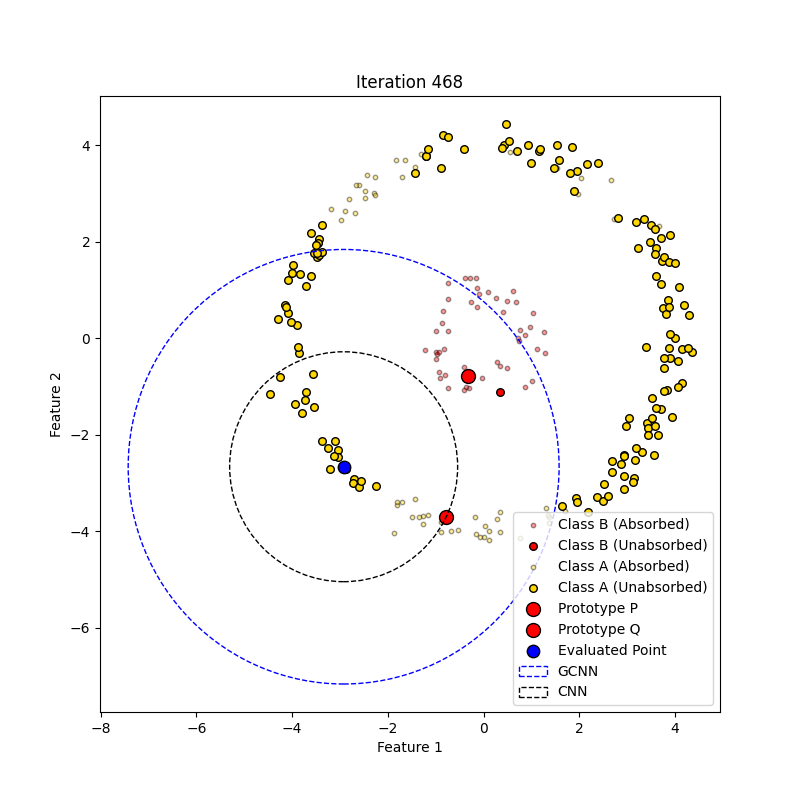 Iteration 468
Feature 2
4
2
0
−2
−4
−6
−8
−6
−4
−2
0
2
4
Feature 1
Class B (Absorbed)
Class B (Unabsorbed)
Class A (Absorbed)
Class A (Unabsorbed)
Prototype P
Prototype Q
Evaluated Point
GCNN
CNN